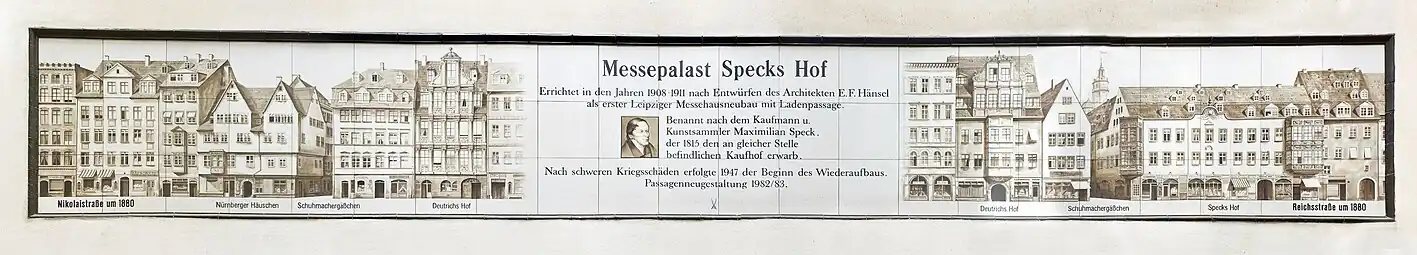 Messepalast Specks Hof
Errichtet in den Jahren 1908-1911 nach Entwürfen des Architekten E.F. Hänsel
als erster Leipziger Messehausneubau mit Ladenpassage.
Benannt nach dem Kaufmann u.
Kunstsammler Maximilian Speck,
der 1815 den an gleicher Stelle
befindlichen Kaufhof erwarb.
Nach schweren Kriegsschäden erfolgte 1947 der Beginn des Wiederaufbaus.
Passagenneugestaltung 1982/83.
Nikolaistraße um 1880
Nürnberger Häuschen
Schuhmachergäßchen
Deutrichs Hof
Deutrichs Hof
Schuhmachergäßchen
Specks Hof
Reichsstraße um 1880